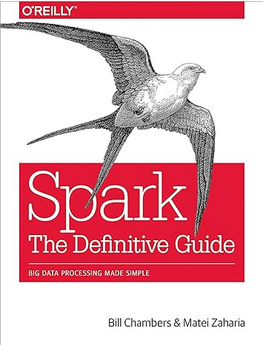 O'REILLY®
Spark
The Definitive Guide
BIG DATA PROCESSING MADE SIMPLE
Bill Chambers & Matei Zaharia